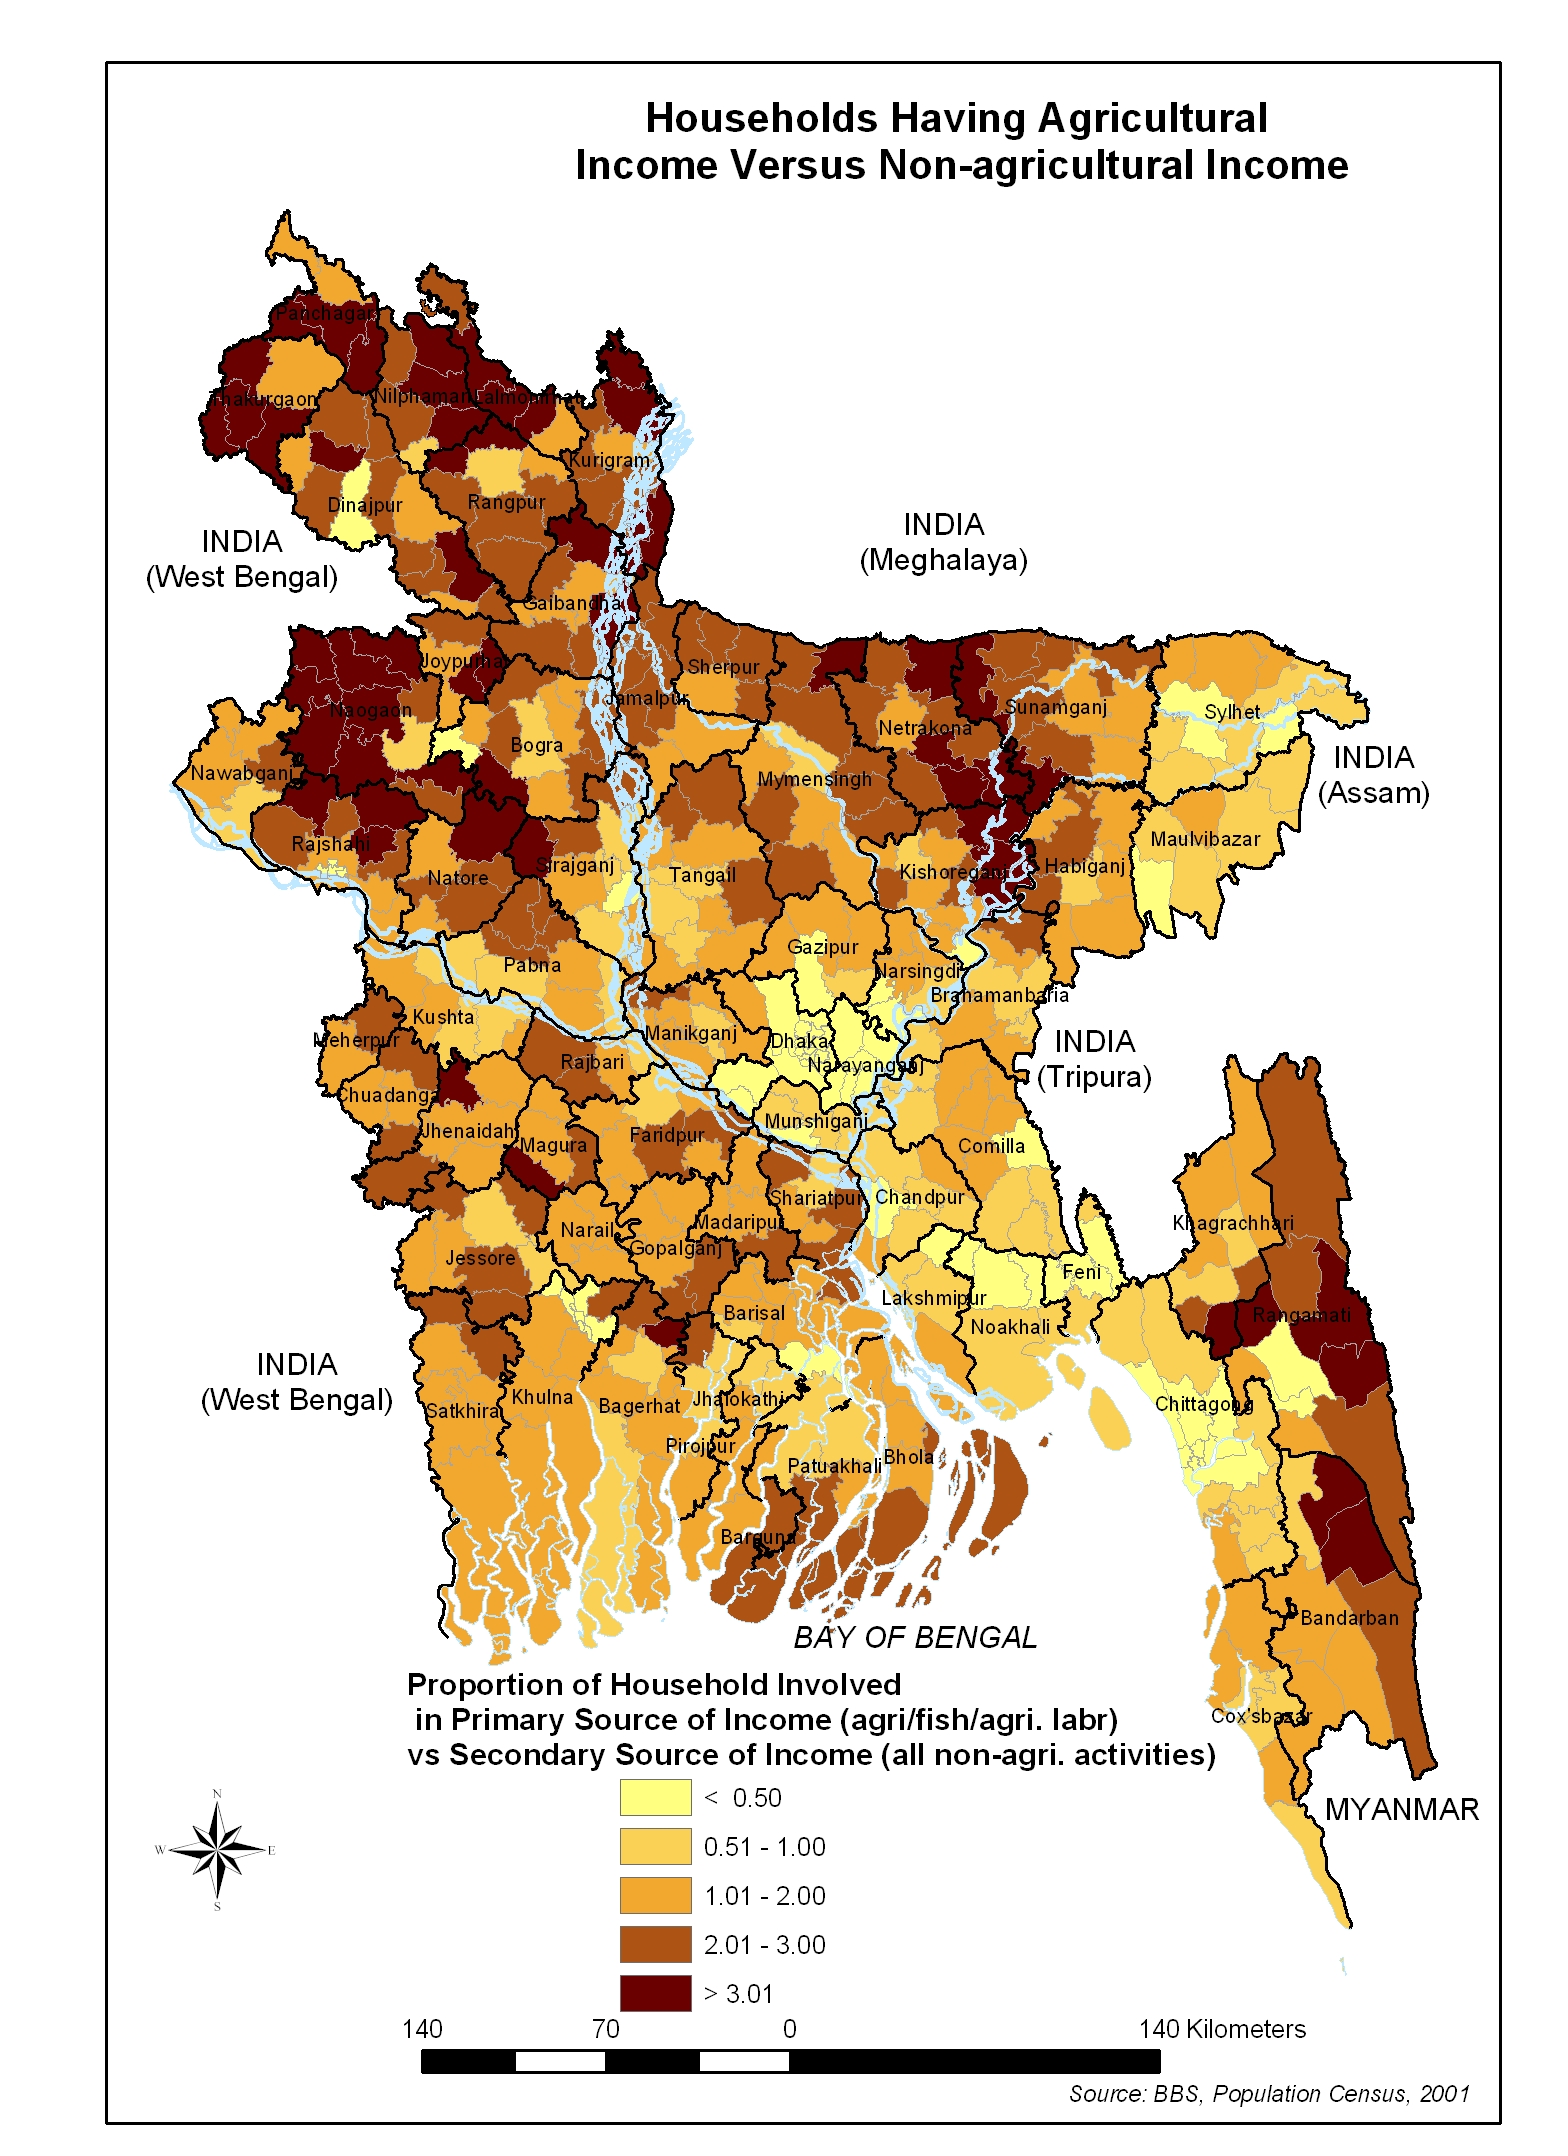 Households Having Agricultural
Income Versus Non-agricultural Income
Panchagarh
Thakurgaon
Nilphamari
Lalmonirhat
Kurigram
Dinajpur
Rangpur
INDIA
(West Bengal)
INDIA
(Meghalaya)
Gaibandha
Joypurhat
Sherpur
Jamalpur
Naogaon
Netrakona
Sunamganj
Sylhet
Bogra
Nawabganj
Mymensingh
INDIA
(Assam)
Rajshahi
Maulvibazar
Sirajganj
Natore
Tangail
Kishoreganj
Habiganj
Pabna
Gazipur
Narsingdi
Brahamanbaria
Kushta
Meherpur
Manikganj
Dhaka
INDIA
(Tripura)
Rajbari
Narayanganj
Chuadanga
Munshiganj
Jhenaidah
Magura
Faridpur
Comilla
Shariatpur
Chandpur
Narail
Madaripur
Khagrachhari
Jessore
Gopalganj
Feni
Lakshmipur
Barisal
Noakhali
Rangamati
INDIA
(West Bengal)
Satkhira
Khulna
Bagerhat
Jhalokathi
Chittagong
Pirojpur
Patuakhali
Bhola
Barguna
Bandarban
BAY OF BENGAL
Cox'sbazar
MYANMAR
Proportion of Household Involved
in Primary Source of Income (agri/fish/agri. labr)
vs Secondary Source of Income (all non-agri. activities)
< 0.50
0.51 - 1.00
1.01 - 2.00
2.01 - 3.00
> 3.01
N
W
E
S
140 70 0 140 Kilometers
Source: BBS, Population Census, 2001